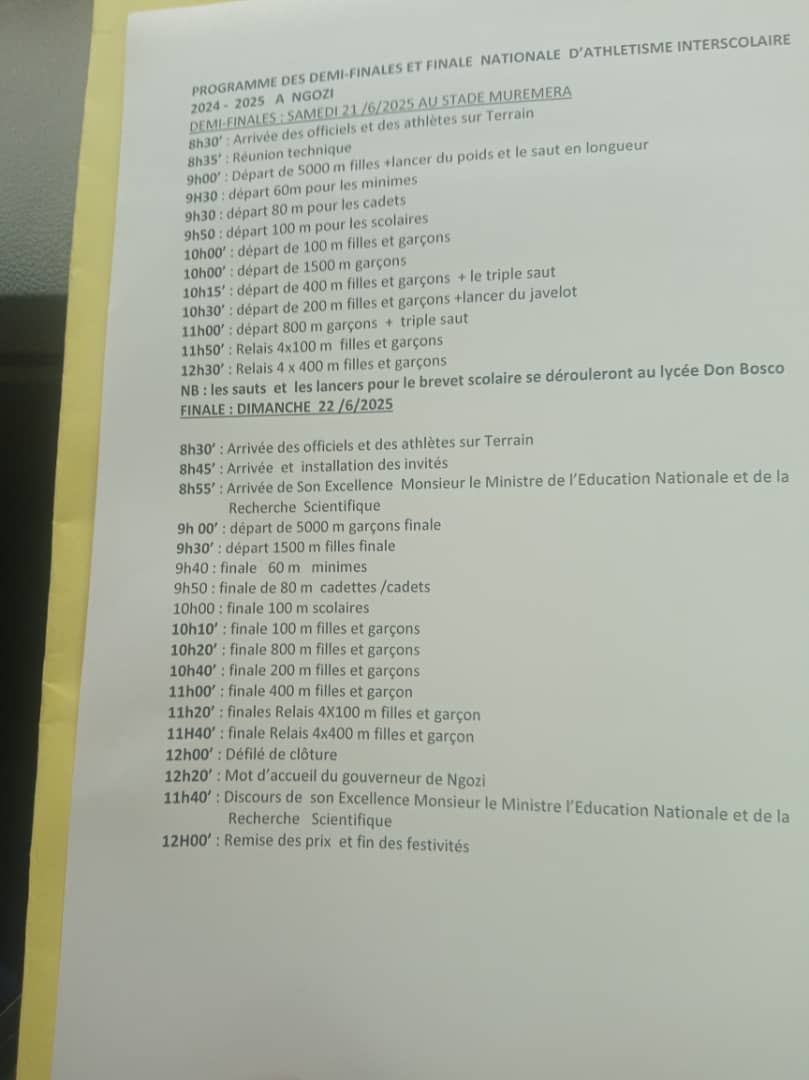 PROGRAMME DES DEMI-FINALES ET FINALE NATIONALE D'ATHLETISME INTERSCOLAIRE
2024 - 2025 A NGOZI
DEMI-FINALES : SAMEDI 21/6/2025 AU STADE MUREMERA
8h30' : Arrivée des officiels et des athlètes sur Terrain
8h35' : Réunion technique
9h00' : Départ de 5000 m filles +lancer du poids et le saut en longueur
9H30 : départ 60m pour les minimes
9h30 : départ 80 m pour les cadets
9h50 : départ 100 m pour les scolaires
10h00' : départ de 100 m filles et garçons
10h00' : départ de 1500 m garçons
10h15' : départ de 400 m filles et garçons + le triple saut
10h30' : départ de 200 m filles et garçons +lancer du javelot
11h00' : départ 800 m garçons + triple saut
11h50' : Relais 4x100 m filles et garçons
12h30' : Relais 4 x 400 m filles et garçons
NB : les sauts et les lancers pour le brevet scolaire se dérouleront au lycée Don Bosco
FINALE : DIMANCHE 22 /6/2025
8h30' : Arrivée des officiels et des athlètes sur Terrain
8h45' : Arrivée et installation des invités
8h55' : Arrivée de Son Excellence Monsieur le Ministre de l'Education Nationale et de la
Recherche Scientifique
9h 00' : départ de 5000 m garçons finale
9h30' : départ 1500 m filles finale
9h40 : finale 60 m minimes
9h50 : finale de 80 m cadettes /cadets
10h00 : finale 100 m scolaires
10h10' : finale 100 m filles et garçons
10h20' : finale 800 m filles et garçons
10h40' : finale 200 m filles et garçons
11h00' : finale 400 m filles et garçon
11h20' : finales Relais 4X100 m filles et garçon
11H40' : finale Relais 4x400 m filles et garçon
12h00' : Défilé de clôture
12h20' : Mot d'accueil du gouverneur de Ngozi
11h40' : Discours de son Excellence Monsieur le Ministre l'Education Nationale et de la
Recherche Scientifique
12H00' : Remise des prix et fin des festivités